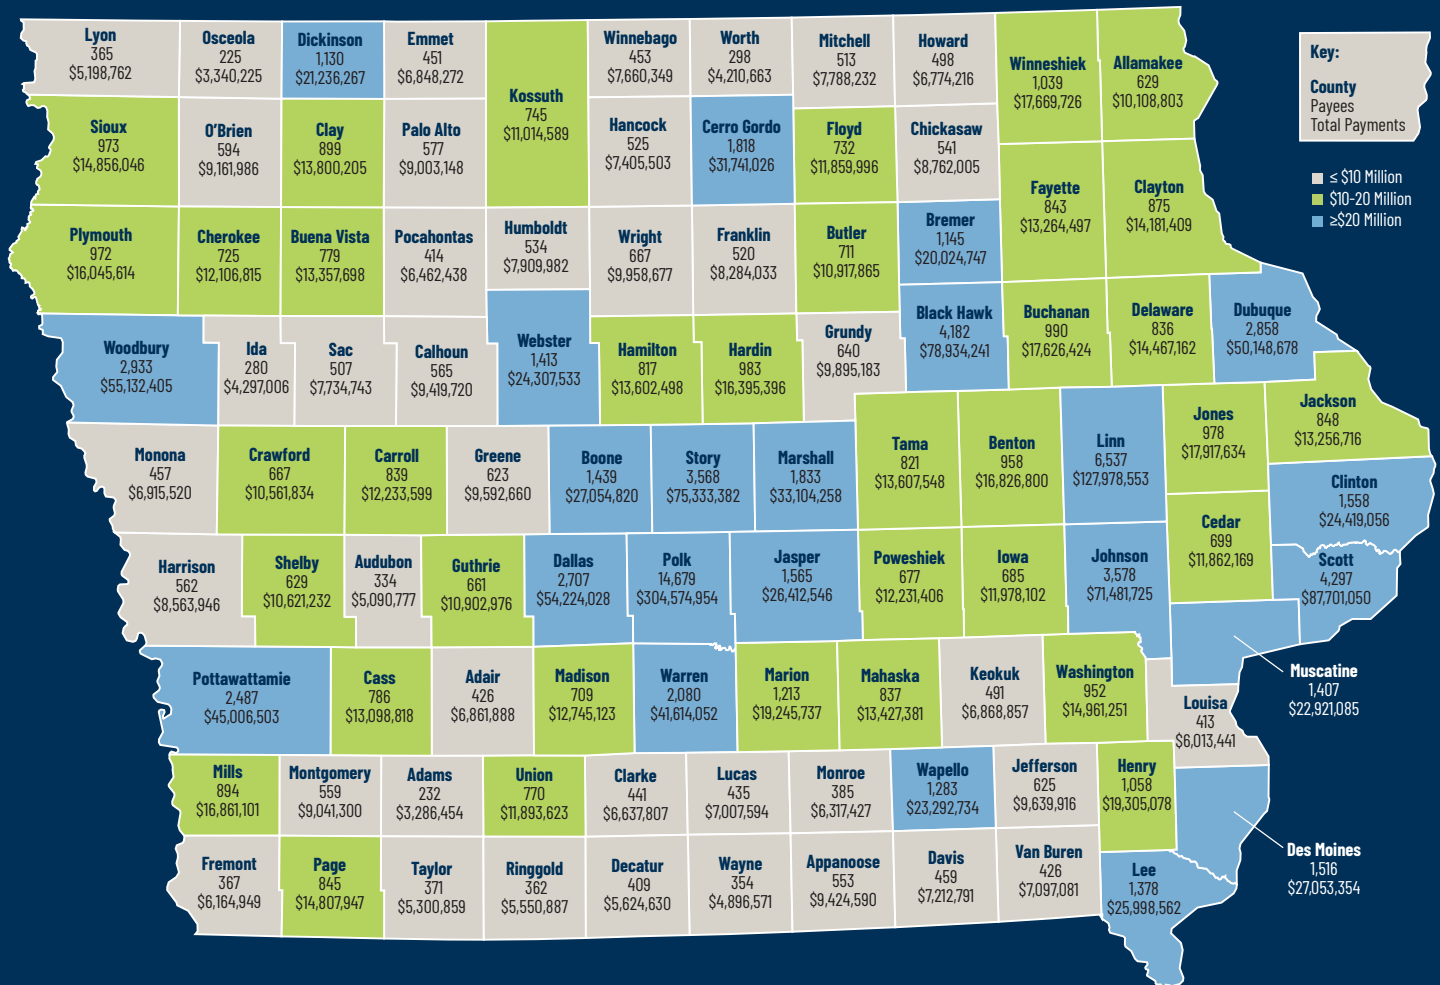 Lyon
365
$5,198,762
Osceola
225
$3,340,225
Dickinson
1,130
$21,236,267
Emmet
451
$6,848,272
Kossuth
745
$11,014,589
Winnebago
453
$7,660,349
Worth
298
$4,210,663
Mitchell
513
$7,788,232
Howard
498
$6,774,216
Winneshiek
1,039
$17,669,726
Allamakee
629
$10,108,803
Key:
County
Payees
Total Payments
≤ $10 Million
$10-20 Million
≥$20 Million
Sioux
973
$14,856,046
O'Brien
594
$9,161,986
Clay
899
$13,800,205
Palo Alto
577
$9,003,148
Hancock
525
$7,405,503
Cerro Gordo
1,818
$31,741,026
Floyd
732
$11,859,996
Chickasaw
541
$8,762,005
Fayette
843
$13,264,497
Clayton
875
$14,181,409
Plymouth
972
$16,045,614
Cherokee
725
$12,106,815
Buena Vista
779
$13,357,698
Pocahontas
414
$6,462,438
Humboldt
534
$7,909,982
Wright
667
$9,958,677
Franklin
520
$8,284,033
Butler
711
$10,917,865
Bremer
1,145
$20,024,747
Woodbury
2,933
$55,132,405
Ida
280
$4,297,006
Sac
507
$7,734,743
Calhoun
565
$9,419,720
Webster
1,413
$24,307,533
Hamilton
817
$13,602,498
Hardin
983
$16,395,396
Grundy
640
$9,895,183
Black Hawk
4,182
$78,934,241
Buchanan
990
$17,626,424
Delaware
836
$14,467,162
Dubuque
2,858
$50,148,678
Monona
457
$6,915,520
Crawford
667
$10,561,834
Carroll
839
$12,233,599
Greene
623
$9,592,660
Boone
1,439
$27,054,820
Story
3,568
$75,333,382
Marshall
1,833
$33,104,258
Tama
821
$13,607,548
Benton
958
$16,826,800
Linn
6,537
$127,978,553
Jones
978
$17,917,634
Jackson
848
$13,256,716
Clinton
1,558
$24,419,056
Harrison
562
$8,563,946
Shelby
629
$10,621,232
Audubon
334
$5,090,777
Guthrie
661
$10,902,976
Dallas
2,707
$54,224,028
Polk
14,679
$304,574,954
Jasper
1,565
$26,412,546
Poweshiek
677
$12,231,406
Iowa
685
$11,978,102
Johnson
3,578
$71,481,725
Cedar
699
$11,862,169
Scott
4,297
$87,701,050
Pottawattamie
2,487
$45,006,503
Cass
786
$13,098,818
Adair
426
$6,861,888
Madison
709
$12,745,123
Warren
2,080
$41,614,052
Marion
1,213
$19,245,737
Mahaska
837
$13,427,381
Keokuk
491
$6,868,857
Washington
952
$14,961,251
Louisa
413
$6,013,441
Muscatine
1,407
$22,921,085
Mills
894
$16,861,101
Montgomery
559
$9,041,300
Adams
232
$3,286,454
Union
770
$11,893,623
Clarke
441
$6,637,807
Lucas
435
$7,007,594
Monroe
385
$6,317,427
Wapello
1,283
$23,292,734
Jefferson
625
$9,639,916
Henry
1,058
$19,305,078
Des Moines
1,516
$27,053,354
Fremont
367
$6,164,949
Page
845
$14,807,947
Taylor
371
$5,300,859
Ringgold
362
$5,550,887
Decatur
409
$5,624,630
Wayne
354
$4,896,571
Appanoose
553
$9,424,590
Davis
459
$7,212,791
Van Buren
426
$7,097,081
Lee
1,378
$25,998,562